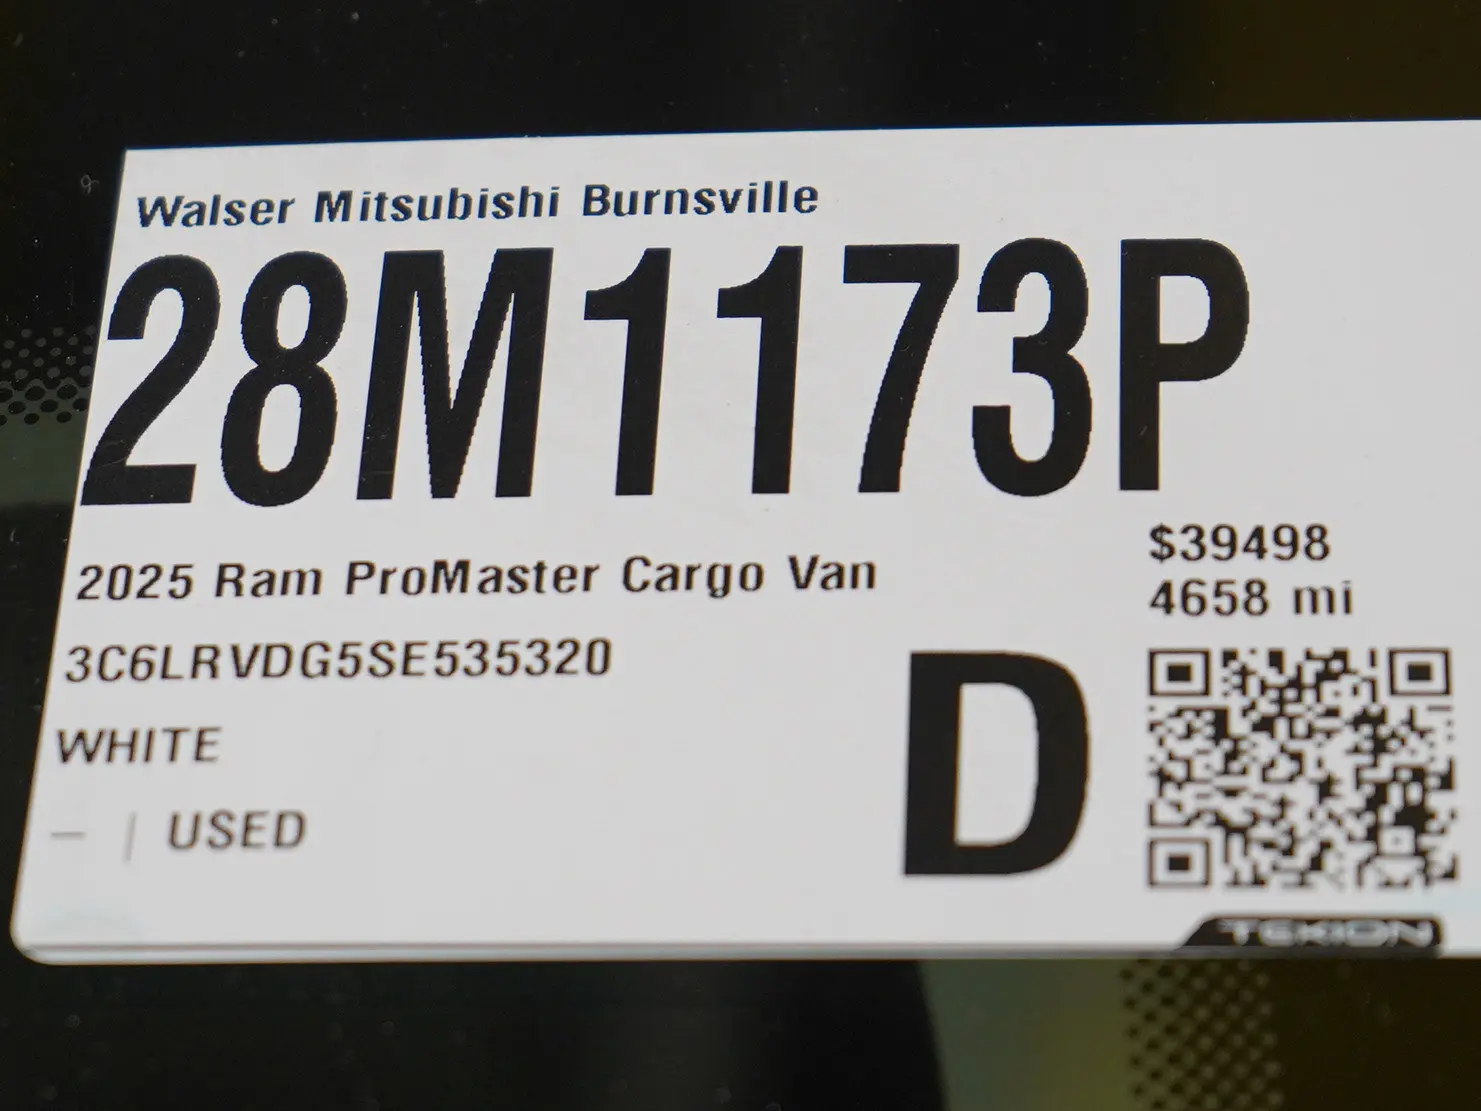 Walser Mitsubishi Burnsville
28M1173P
2025 Ram ProMaster Cargo Van
$39498
4658 mi
3C6LRVDG5SE535320
WHITE
D
– | USED
TEKION